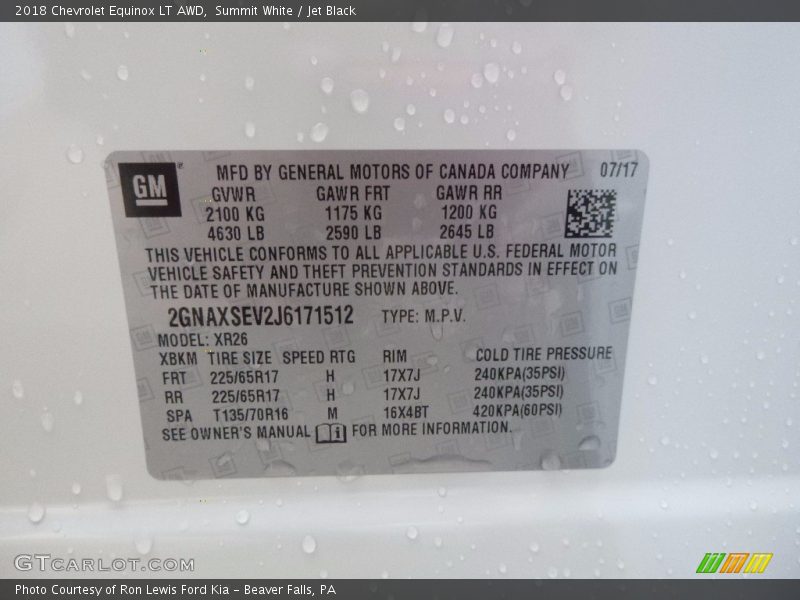 2018 Chevrolet Equinox LT AWD, Summit White / Jet Black
GM
MFD BY GENERAL MOTORS OF CANADA COMPANY 07/17
GVWR GAWR FRT GAWR RR
2100 KG 1175 KG 1200 KG
4630 LB 2590 LB 2645 LB
THIS VEHICLE CONFORMS TO ALL APPLICABLE U.S. FEDERAL MOTOR
VEHICLE SAFETY AND THEFT PREVENTION STANDARDS IN EFFECT ON
THE DATE OF MANUFACTURE SHOWN ABOVE.
2GNAXSEV2J6171512 TYPE: M.P.V.
MODEL: XR26
XBKM TIRE SIZE SPEED RTG RIM COLD TIRE PRESSURE
FRT 225/65R17 H 17X7J 240KPA(35PSI)
RR 225/65R17 H 17X7J 240KPA(35PSI)
SPA T135/70R16 M 16X4BT 420KPA(60PSI)
SEE OWNER'S MANUAL i FOR MORE INFORMATION.
GTCARLOT.COM
Photo Courtesy of Ron Lewis Ford Kia - Beaver Falls, PA